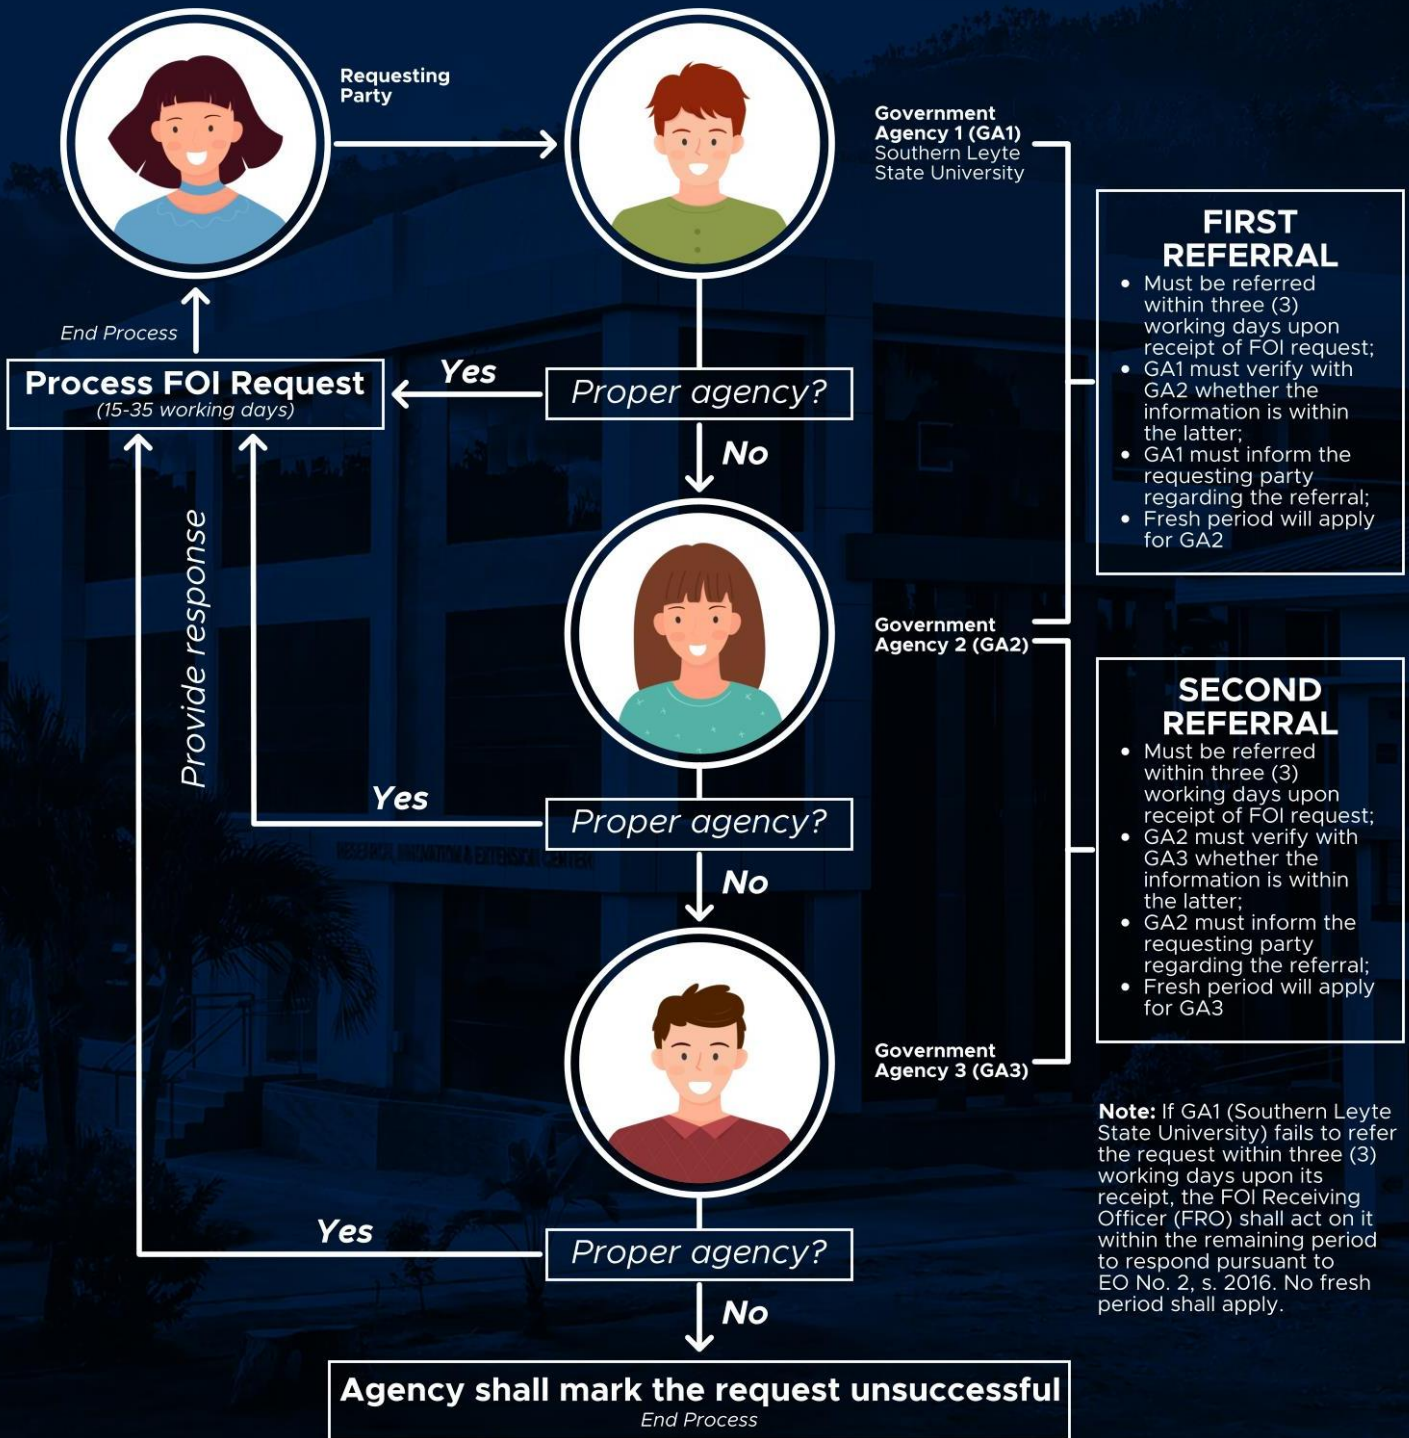 Requesting
Party
Government
Agency 1 (GA1)
Southern Leyte
State University
FIRST
REFERRAL
• Must be referred
within three (3)
working days upon
receipt of FOI request;
• GA1 must verify with
GA2 whether the
information is within
the latter;
• GA1 must inform the
requesting party
regarding the referral;
• Fresh period will apply
for GA2
End Process
Process FOI Request
(15-35 working days)
Yes
Proper agency?
No
Provide response
Government
Agency 2 (GA2)
Yes
Proper agency?
No
RESEARCH, INNOVATION & EXTENSION CENTER
SECOND
REFERRAL
• Must be referred
within three (3)
working days upon
receipt of FOI request;
• GA2 must verify with
GA3 whether the
information is within
the latter;
• GA2 must inform the
requesting party
regarding the referral;
• Fresh period will apply
for GA3
Government
Agency 3 (GA3)
Yes
Proper agency?
No
Note: If GA1 (Southern Leyte
State University) fails to refer
the request within three (3)
working days upon its
receipt, the FOI Receiving
Officer (FRO) shall act on it
within the remaining period
to respond pursuant to
EO No. 2, s. 2016. No fresh
period shall apply.
Agency shall mark the request unsuccessful
End Process